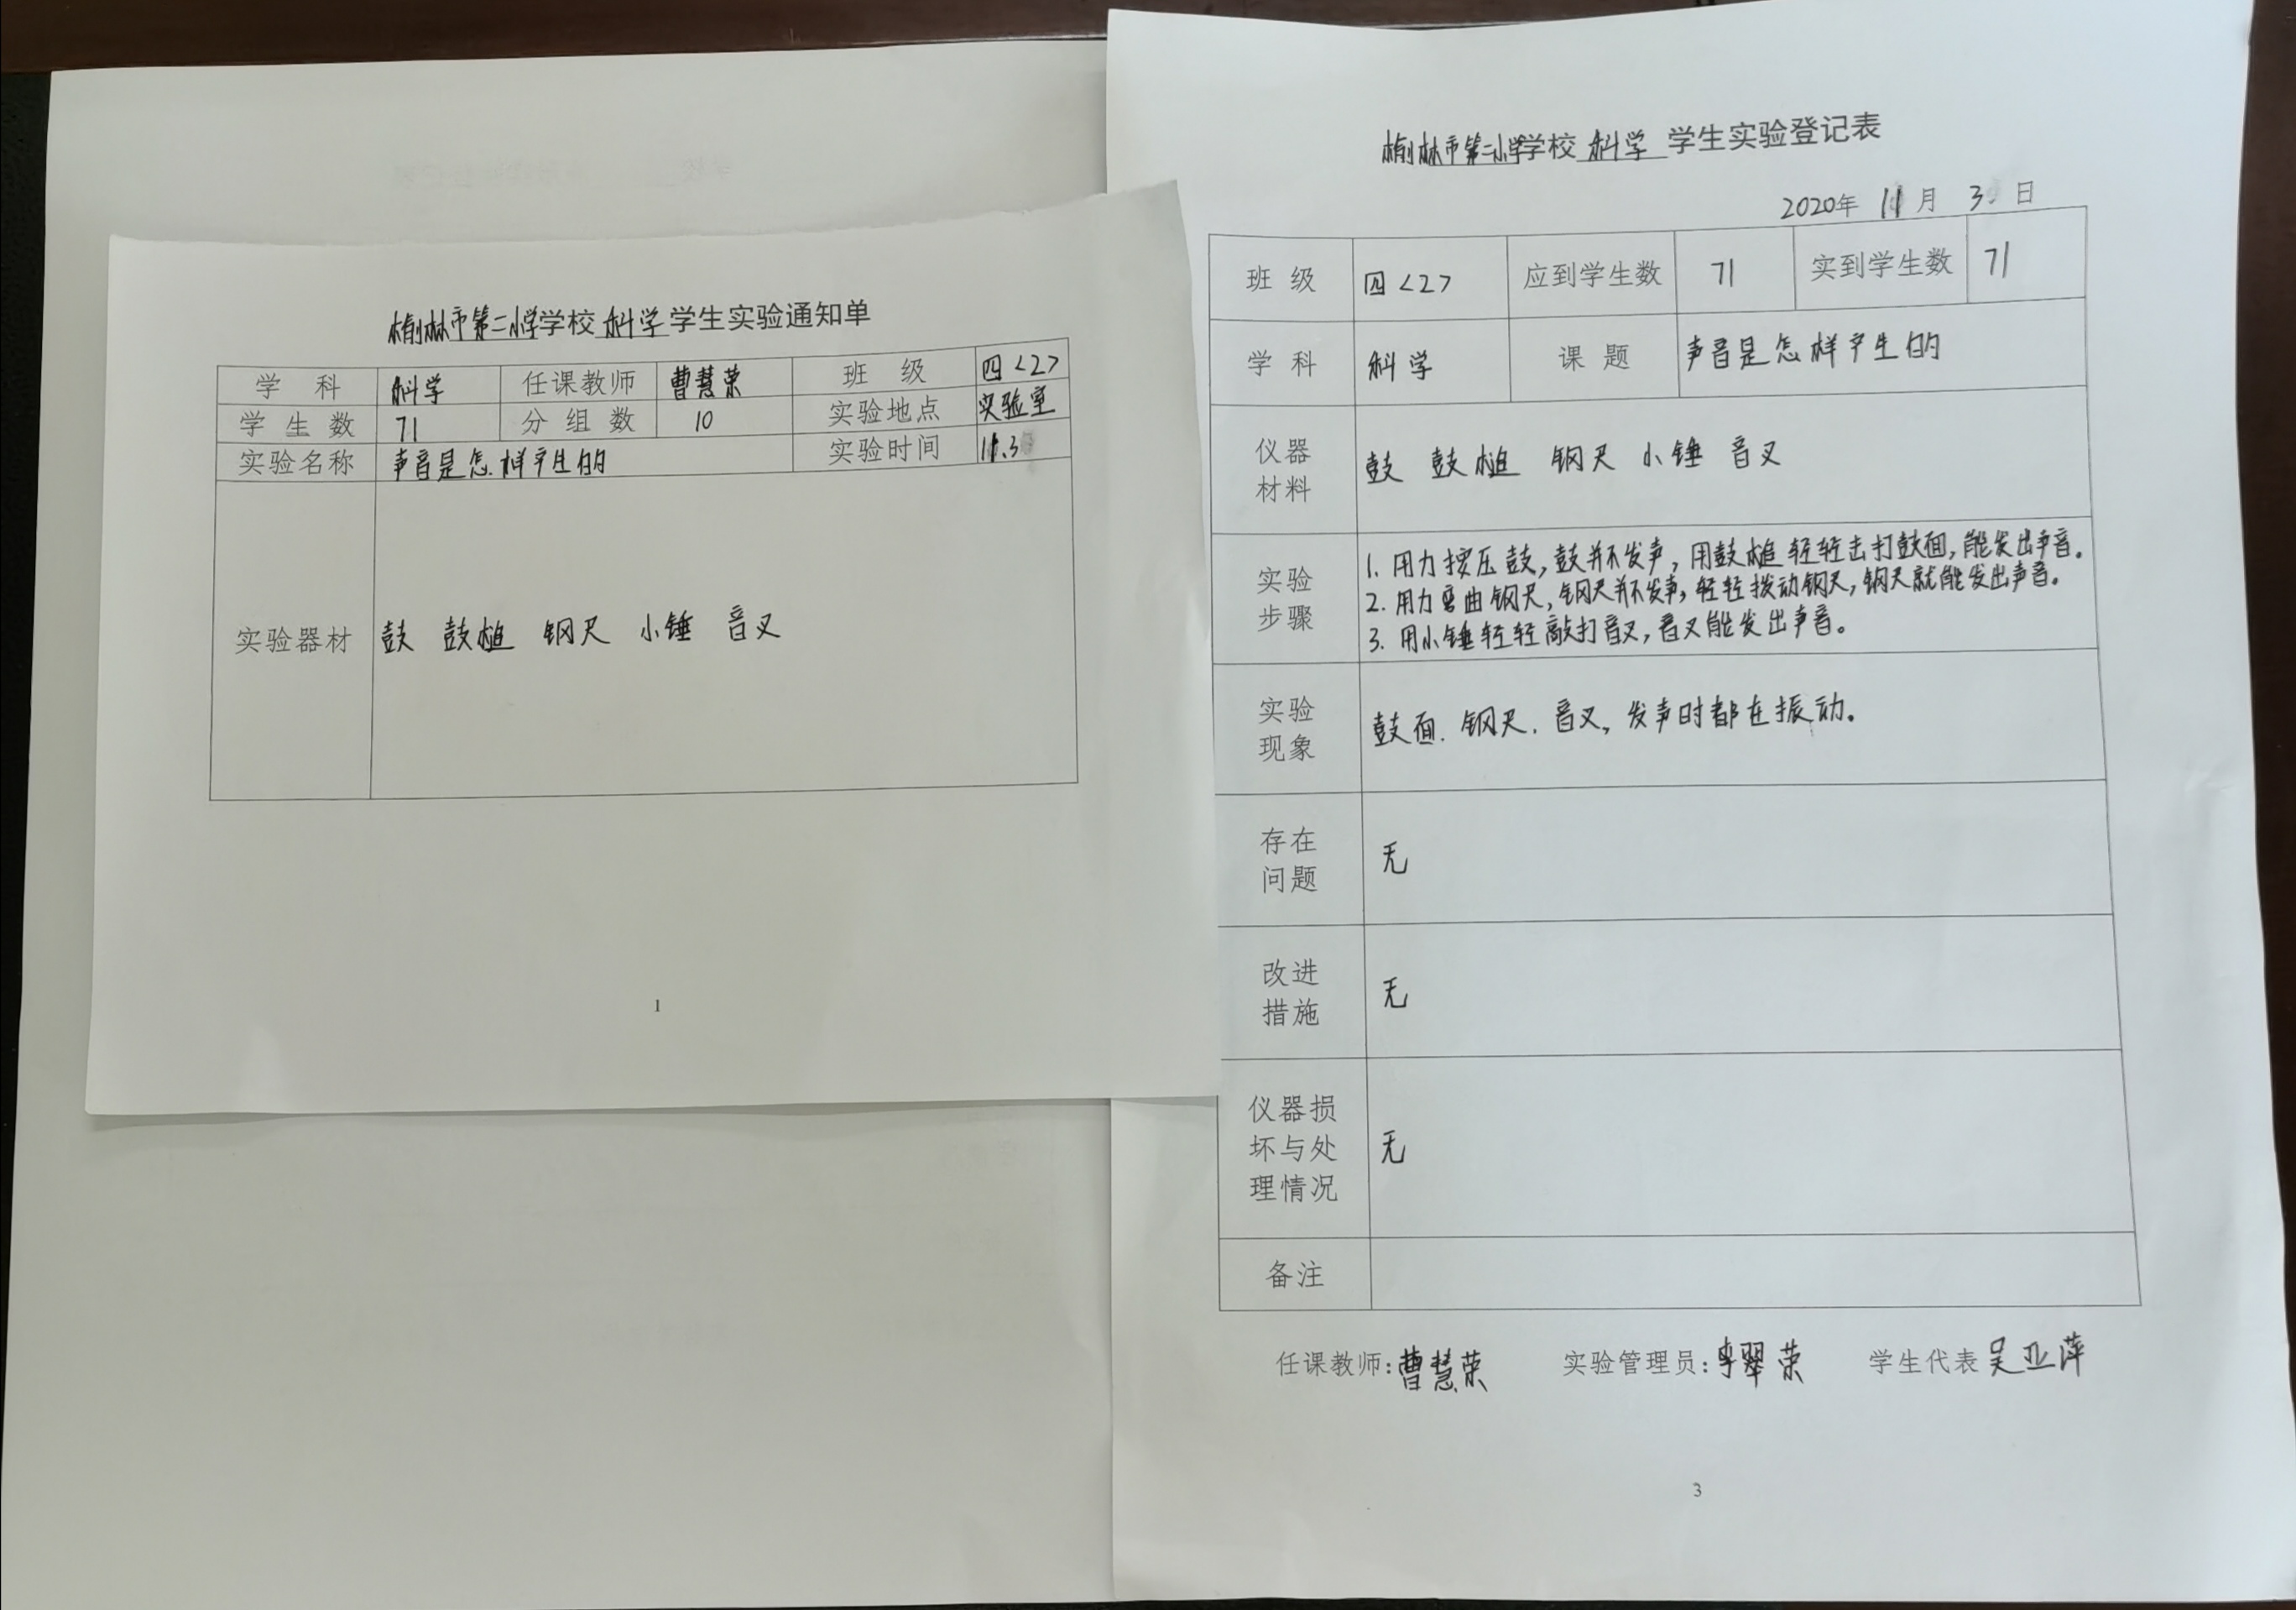 榆林市第二小学学校 科学 学生实验通知单
学 科 科学 任课教师 曹慧荣 班 级 四<2>
学 生 数 71 分 组 数 10 实验地点 实验室
实验名称 声音是怎样产生的 实验时间 11.3
实验器材 鼓 鼓槌 钢尺 小锤 音叉
1
榆林市第二小学学校 科学 学生实验登记表
2020年 11月 3日
班 级 四<2> 应到学生数 71 实到学生数 71
学 科 科学 课 题 声音是怎样产生的
仪器
材料
鼓 鼓槌 钢尺 小锤 音叉
实验
步骤
1. 用力按压鼓,鼓并不发声,用鼓槌轻轻击打鼓面,能发出声音。
2. 用力弯曲钢尺,钢尺并不发声,轻轻拨动钢尺,钢尺就能发出声音。
3. 用小锤轻轻敲打音叉,音叉能发出声音。
实验
现象
鼓面.钢尺.音叉,发声时都在振动。
存在
问题
无
改进
措施
无
仪器损
坏与处
理情况
无
备注
任课教师:曹慧荣 实验管理员:李翠荣 学生代表 吴亚萍
3